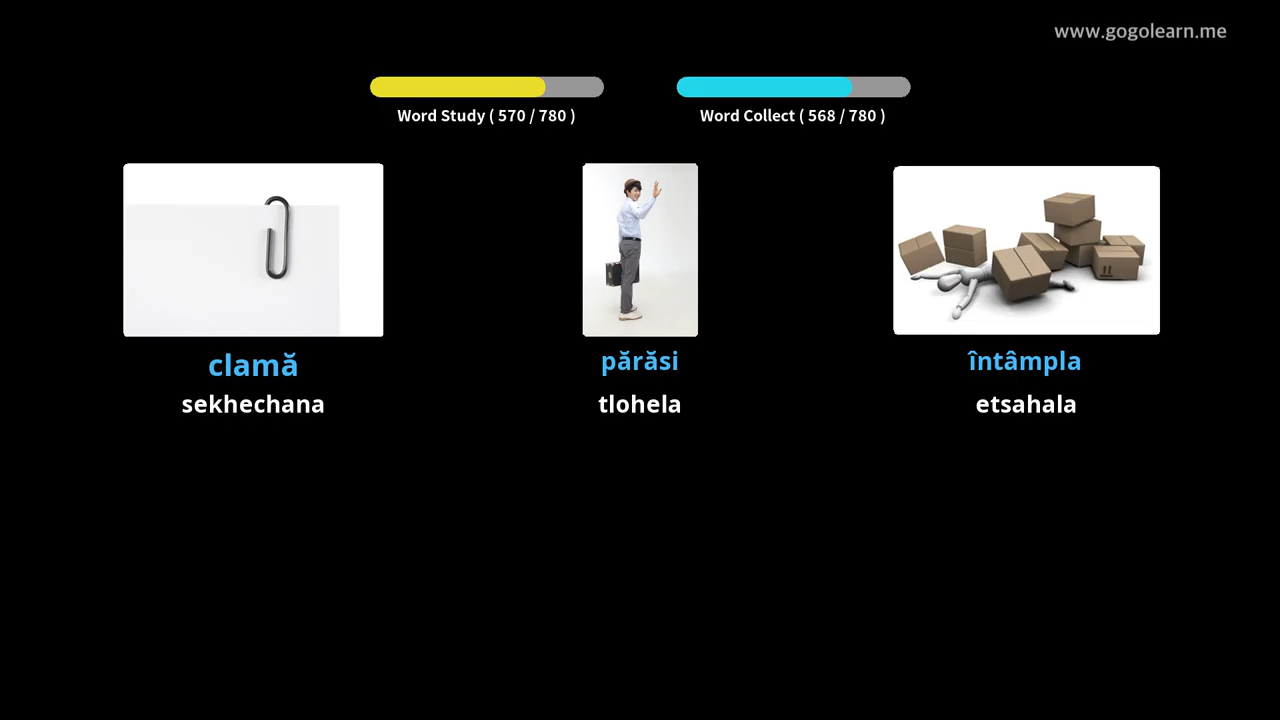 www.gogolearn.me
Word Study ( 570 / 780 )
Word Collect ( 568 / 780 )
clamă
părăsi
întâmpla
sekhechana
tlohela
etsahala